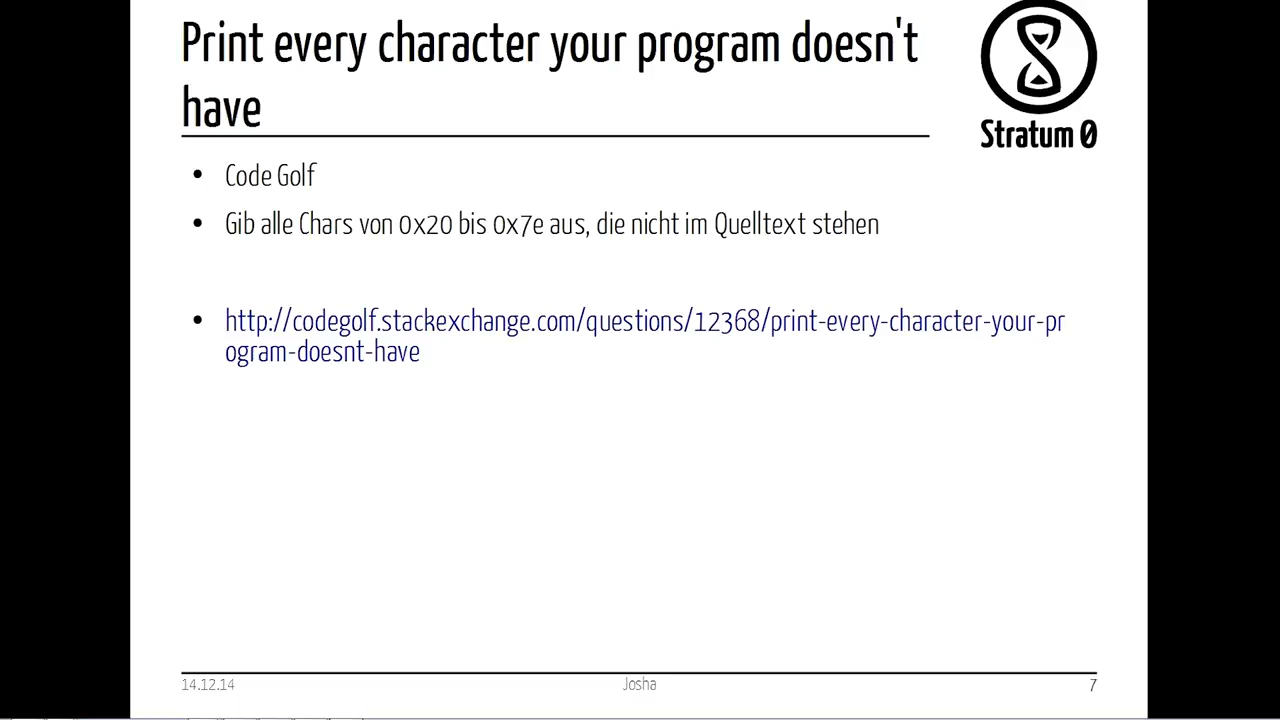 Print every character your program doesn't
have
Stratum 0
• Code Golf
• Gib alle Chars von 0x20 bis 0x7e aus, die nicht im Quelltext stehen
• http://codegolf.stackexchange.com/questions/12368/print-every-character-your-pr
ogram-doesnt-have
14.12.14
Josha
7